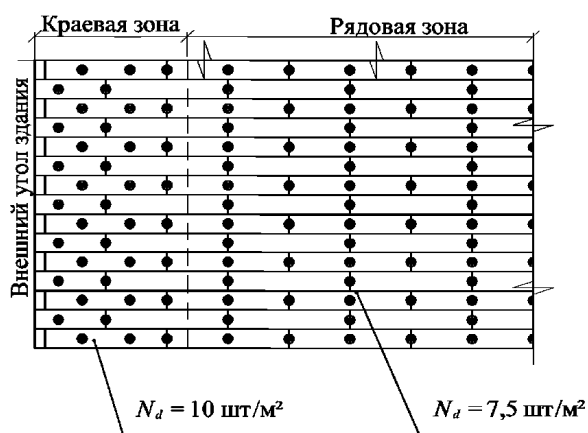 Краевая зона
Рядовая зона
Внешний угол здания
N_d = 10 шт/м²
N_d = 7,5 шт/м²